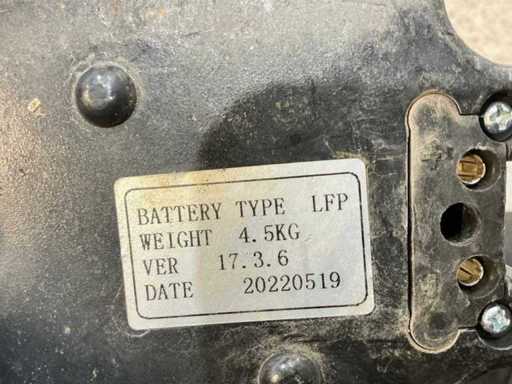 BATTERY TYPE LFP
WEIGHT 4.5KG
VER 17.3.6
DATE 20220519